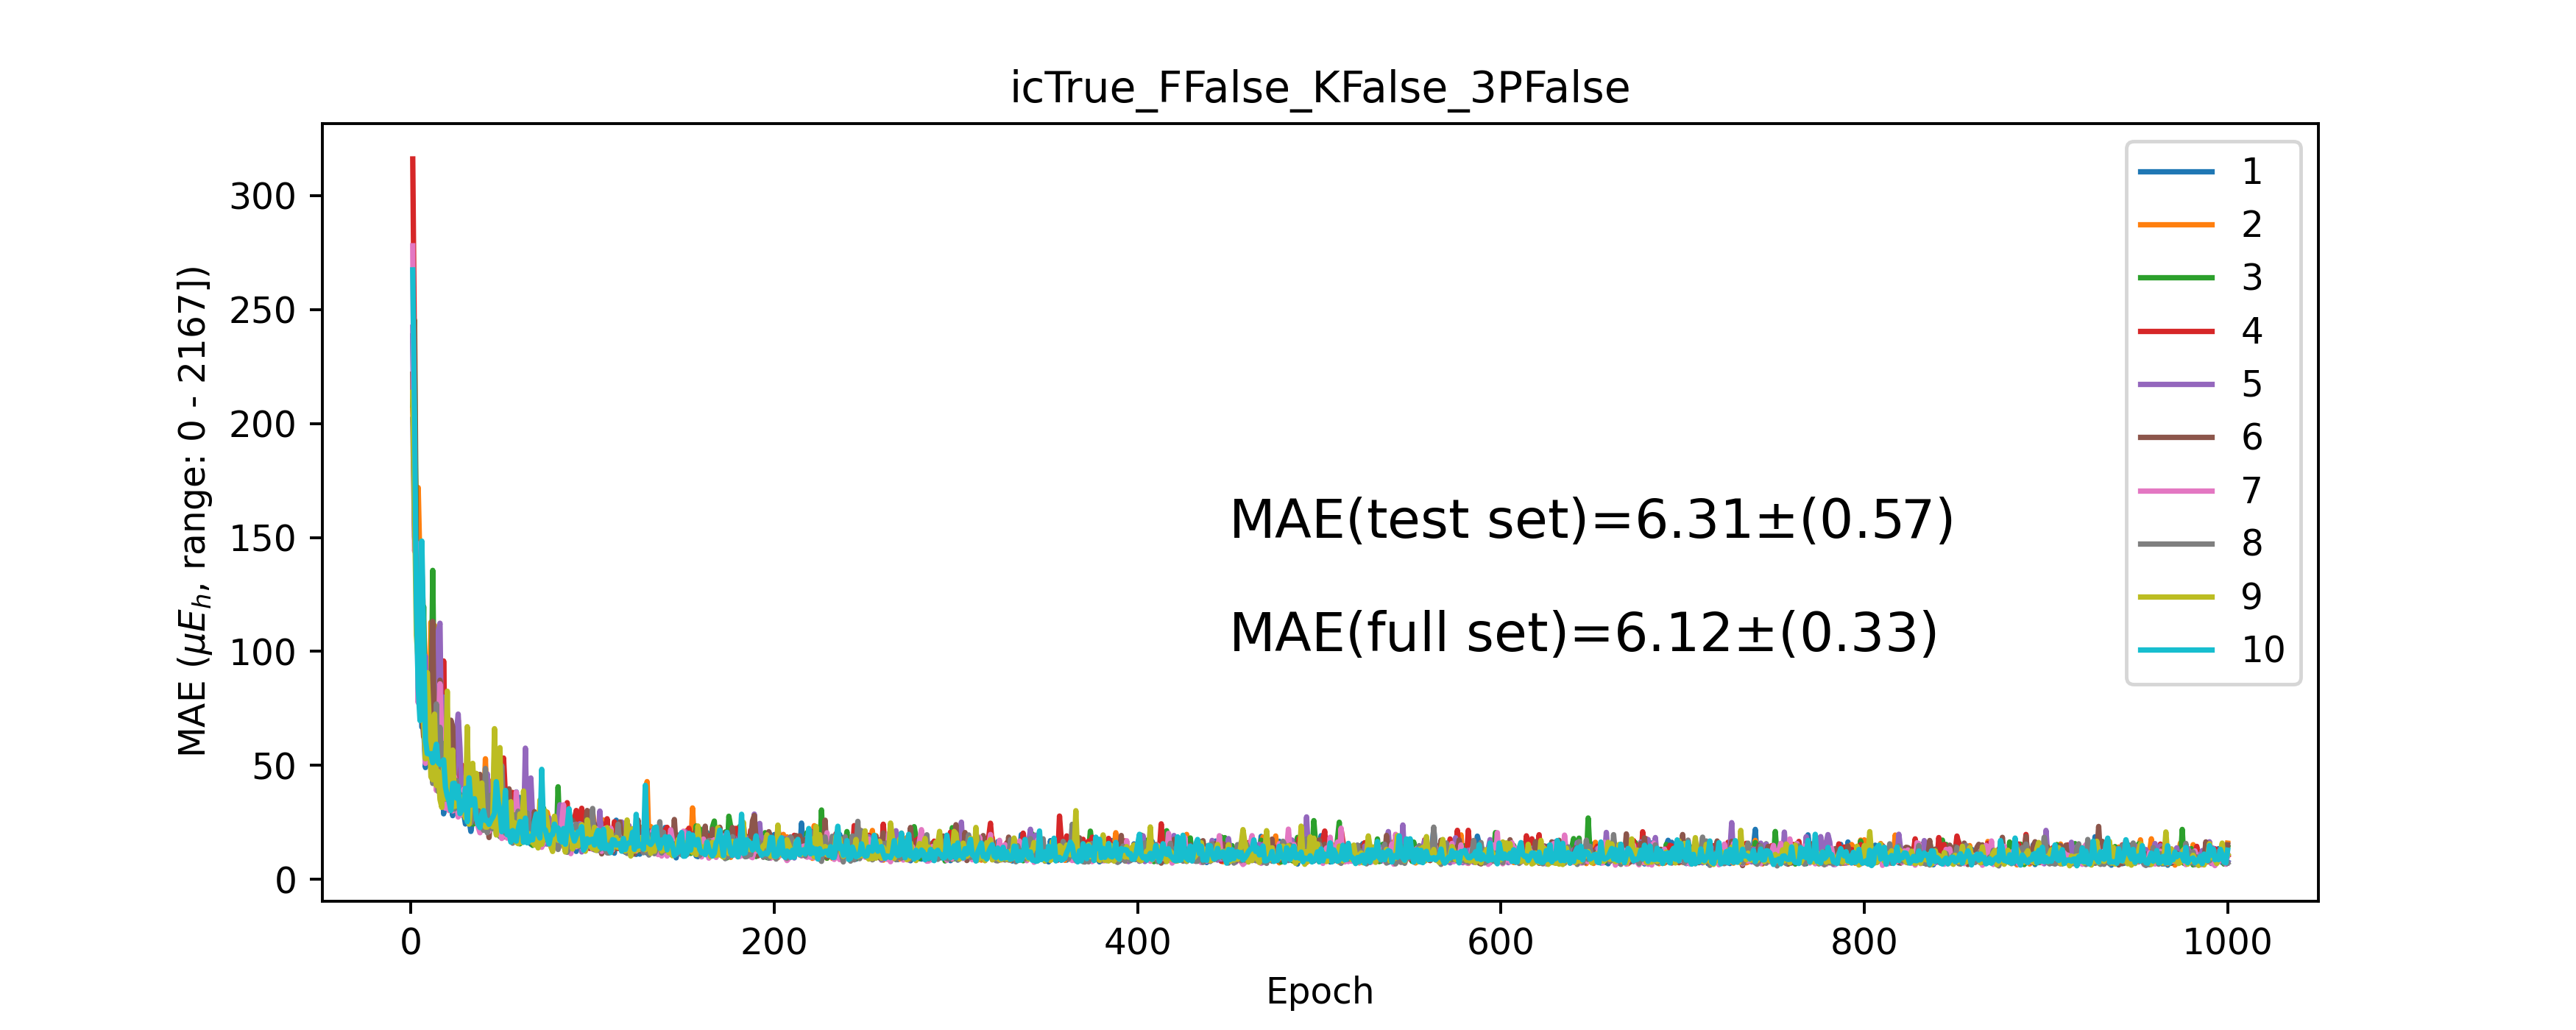 icTrue_FFalse_KFalse_3PFalse
MAE (μE_h, range: 0 - 2167])
300
250
200
150
100
50
0
MAE(test set)=6.31±(0.57)
MAE(full set)=6.12±(0.33)
1
2
3
4
5
6
7
8
9
10
0 200 400 600 800 1000
Epoch